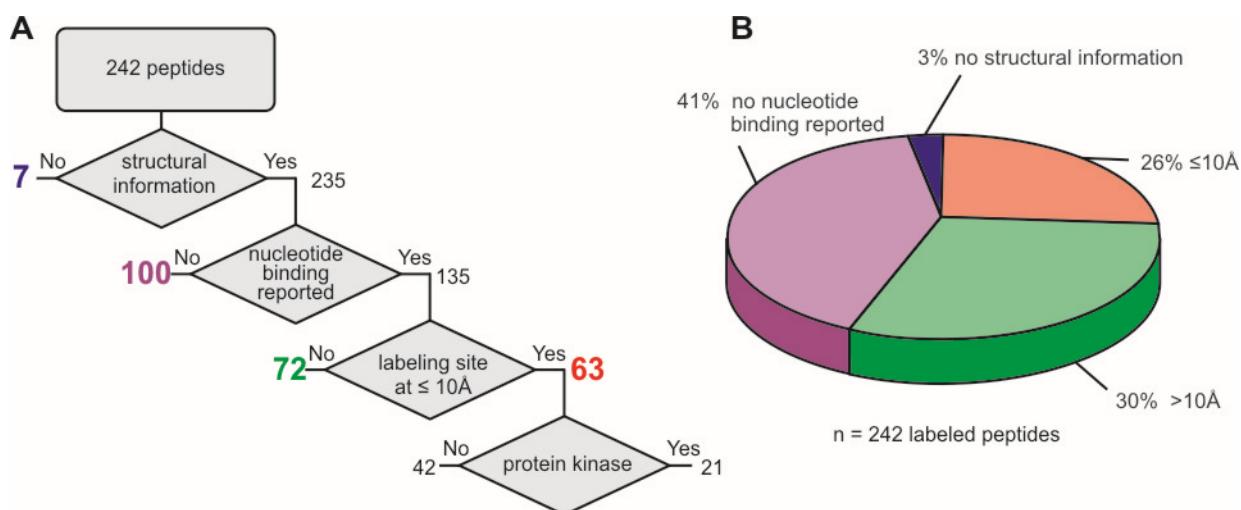 A
242 peptides
No
structural
information
Yes
7
235
No
nucleotide
binding
reported
Yes
100
135
No
labeling site
at ≤ 10Å
Yes
72
63
No
protein kinase
Yes
42
21
B
3% no structural information
41% no nucleotide
binding reported
26% ≤10Å
30% >10Å
n = 242 labeled peptides